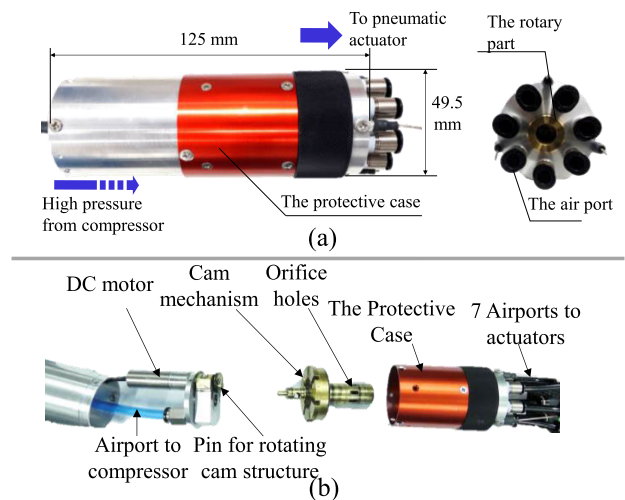 To pneumatic
actuator
125 mm
The rotary
part
49.5
mm
High pressure
from compressor
The protective case
The air port
(a)
DC motor
Cam
mechanism
Orifice
holes
The Protective
Case
7 Airports to
actuators
Airport to
compressor
Pin for rotating
cam structure
(b)